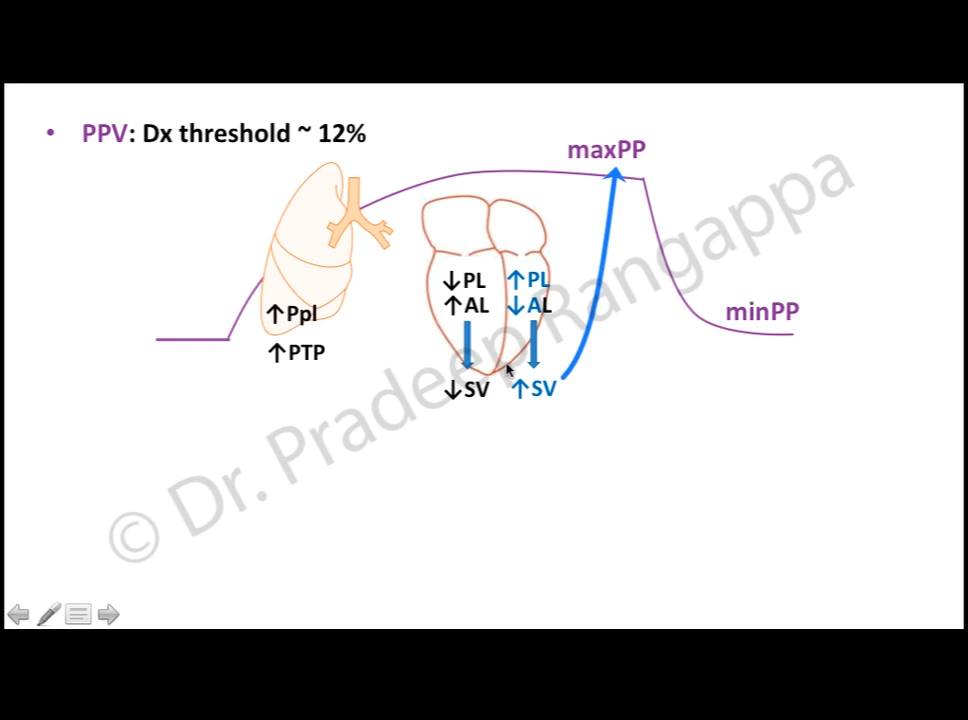 • PPV: Dx threshold ~ 12%
maxPP
minPP
↑Ppl
↑PTP
↓PL ↑PL
↑AL ↓AL
↓SV ↑SV
© Dr. Pradeep Rangappa